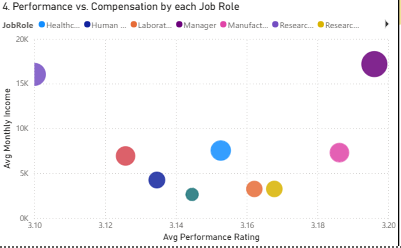 4. Performance vs. Compensation by each Job Role
JobRole Healthc... Human ... Laborat... Manager Manufact... Researc... Researc...
20K
15K
10K
5K
0K
Avg Monthly Income
3.10 3.12 3.14 3.16 3.18 3.20
Avg Performance Rating